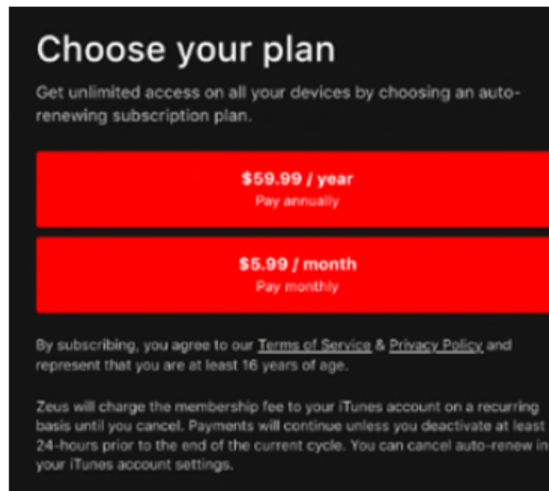 Choose your plan
Get unlimited access on all your devices by choosing an auto-
renewing subscription plan.
$59.99 / year
Pay annually
$5.99 / month
Pay monthly
By subscribing, you agree to our Terms of Service & Privacy Policy and
represent that you are at least 16 years of age.
Zeus will charge the membership fee to your iTunes account on a recurring
basis until you cancel. Payments will continue unless you deactivate at least
24-hours prior to the end of the current cycle. You can cancel auto-renew in
your iTunes account settings.